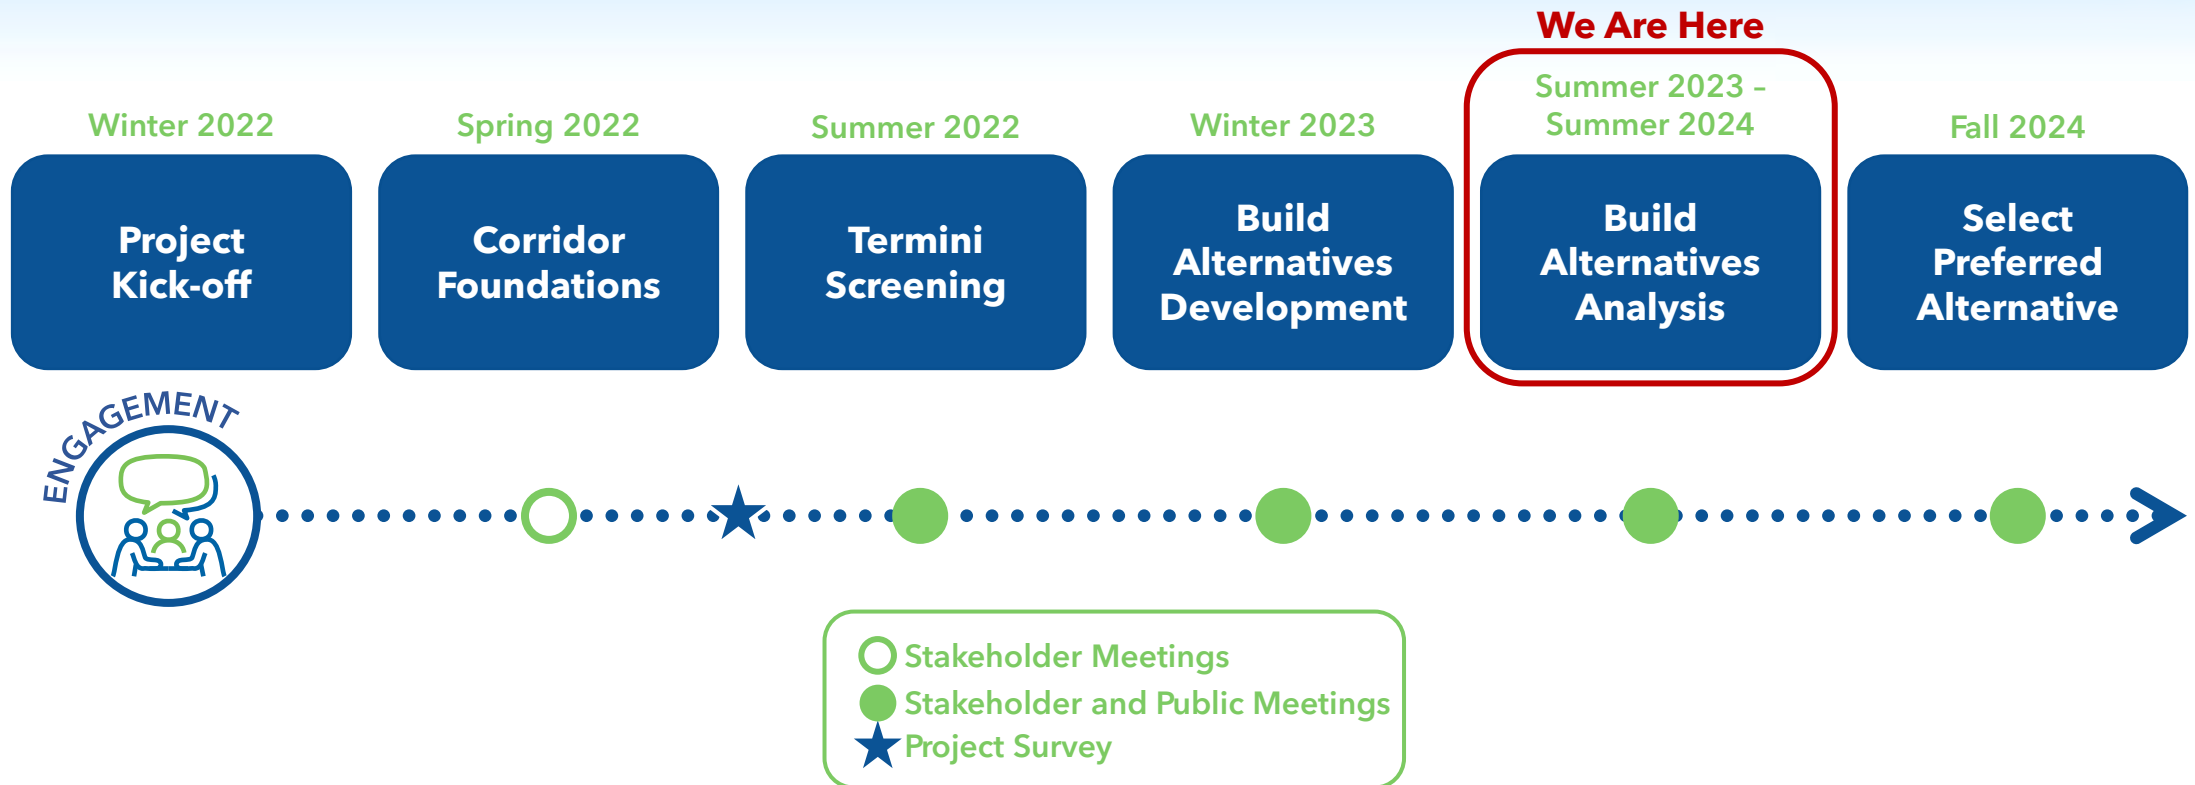 We Are Here
Winter 2022
Spring 2022
Summer 2022
Winter 2023
Summer 2023 –
Summer 2024
Fall 2024
Project
Kick-off
Corridor
Foundations
Termini
Screening
Build
Alternatives
Development
Build
Alternatives
Analysis
Select
Preferred
Alternative
ENGAGEMENT
Stakeholder Meetings
Stakeholder and Public Meetings
Project Survey